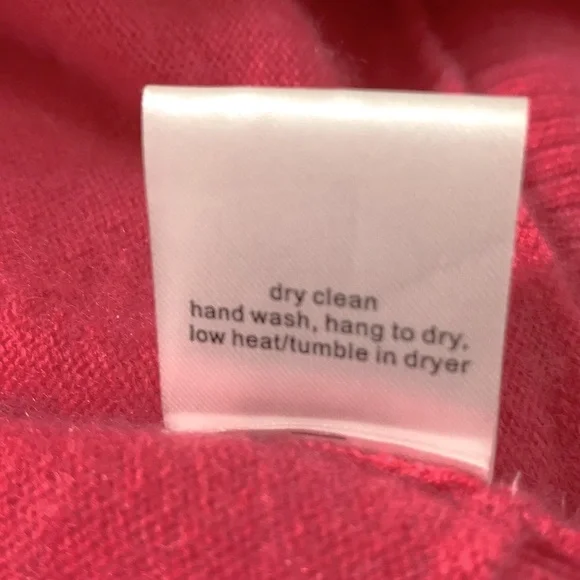 dry clean
hand wash, hang to dry,
low heat/tumble in dryer